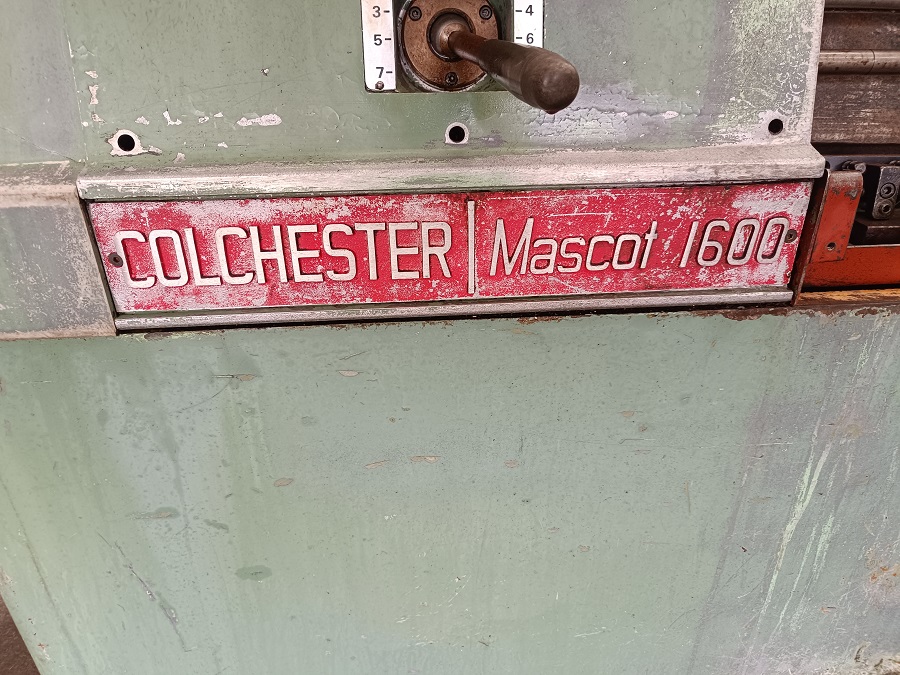 3- -4
5- -6
7-
COLCHESTER | Mascot 1600